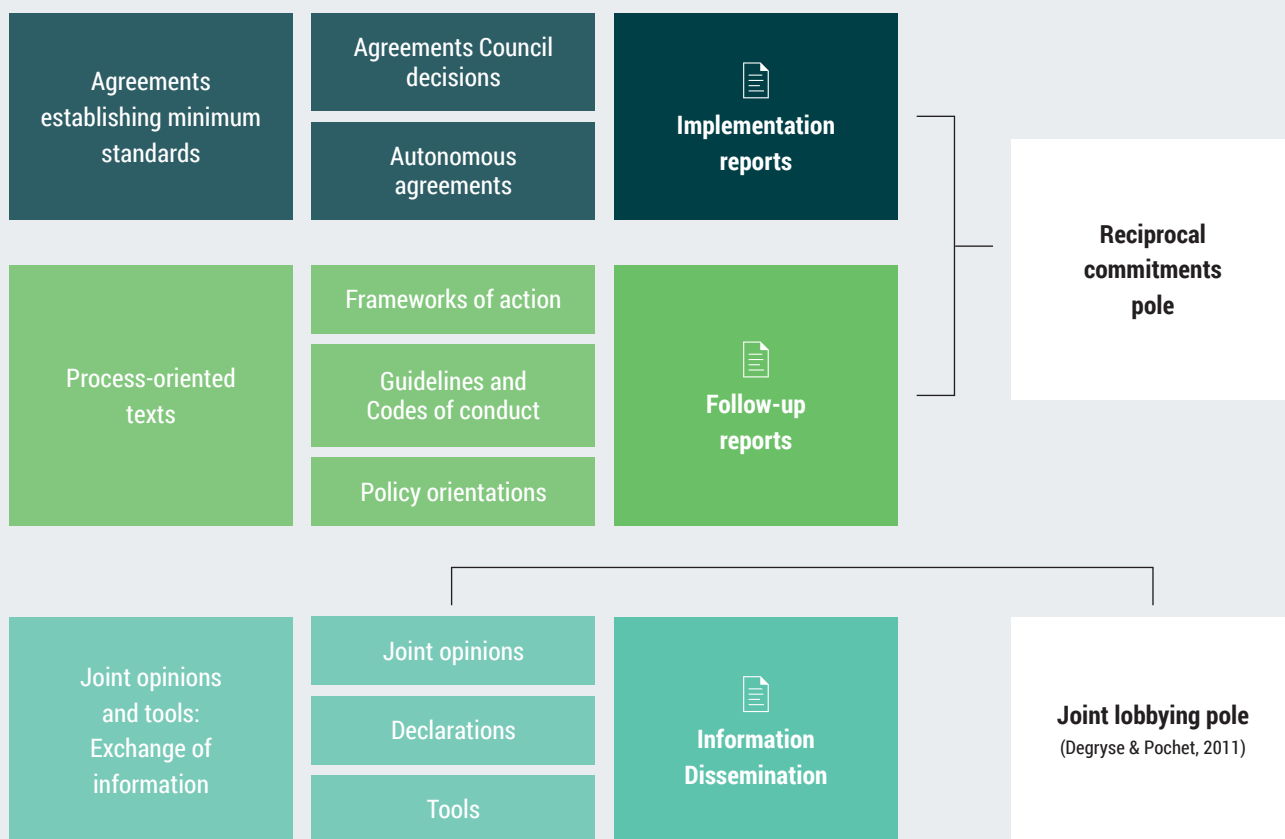 Agreements
establishing minimum
standards
Agreements Council
decisions
Autonomous
agreements
Implementation
reports
Reciprocal
commitments
pole
Process-oriented
texts
Frameworks of action
Guidelines and
Codes of conduct
Policy orientations
Follow-up
reports
Joint opinions
and tools:
Exchange of
information
Joint opinions
Declarations
Tools
Information
Dissemination
Joint lobbying pole
(Degryse & Pochet, 2011)